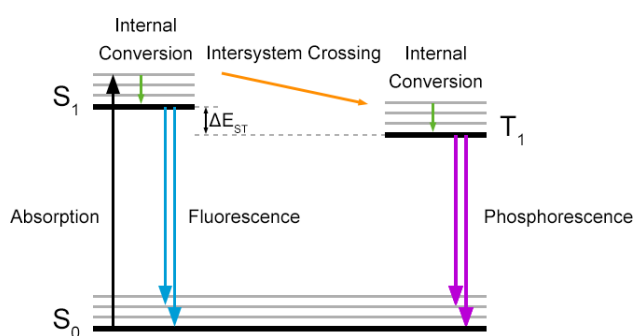 Internal
Conversion
Intersystem Crossing
Internal
Conversion
S1
ΔEST
T1
Absorption
Fluorescence
Phosphorescence
S0